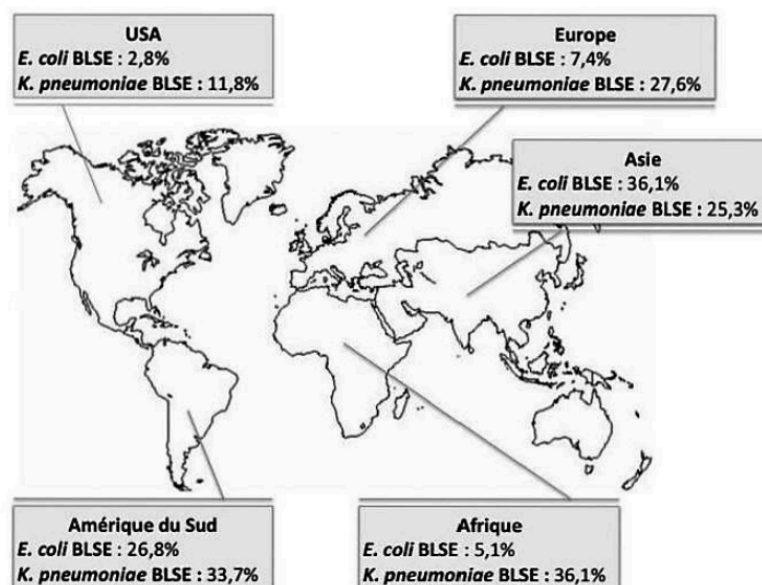 USA
E. coli BLSE : 2,8%
K. pneumoniae BLSE : 11,8%
Europe
E. coli BLSE : 7,4%
K. pneumoniae BLSE : 27,6%
Asie
E. coli BLSE : 36,1%
K. pneumoniae BLSE : 25,3%
Amérique du Sud
E. coli BLSE : 26,8%
K. pneumoniae BLSE : 33,7%
Afrique
E. coli BLSE : 5,1%
K. pneumoniae BLSE : 36,1%